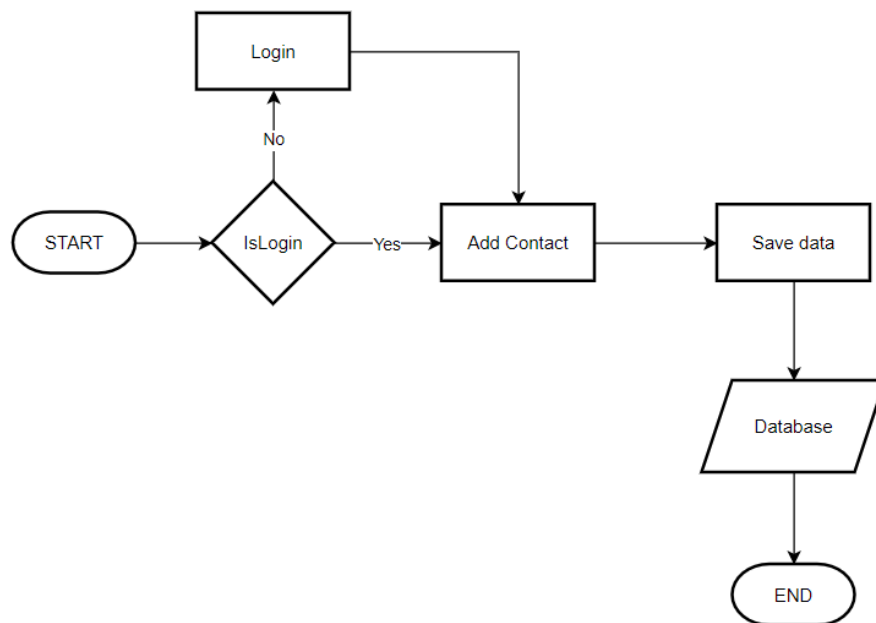 Login
No
START
IsLogin
Yes
Add Contact
Save data
Database
END